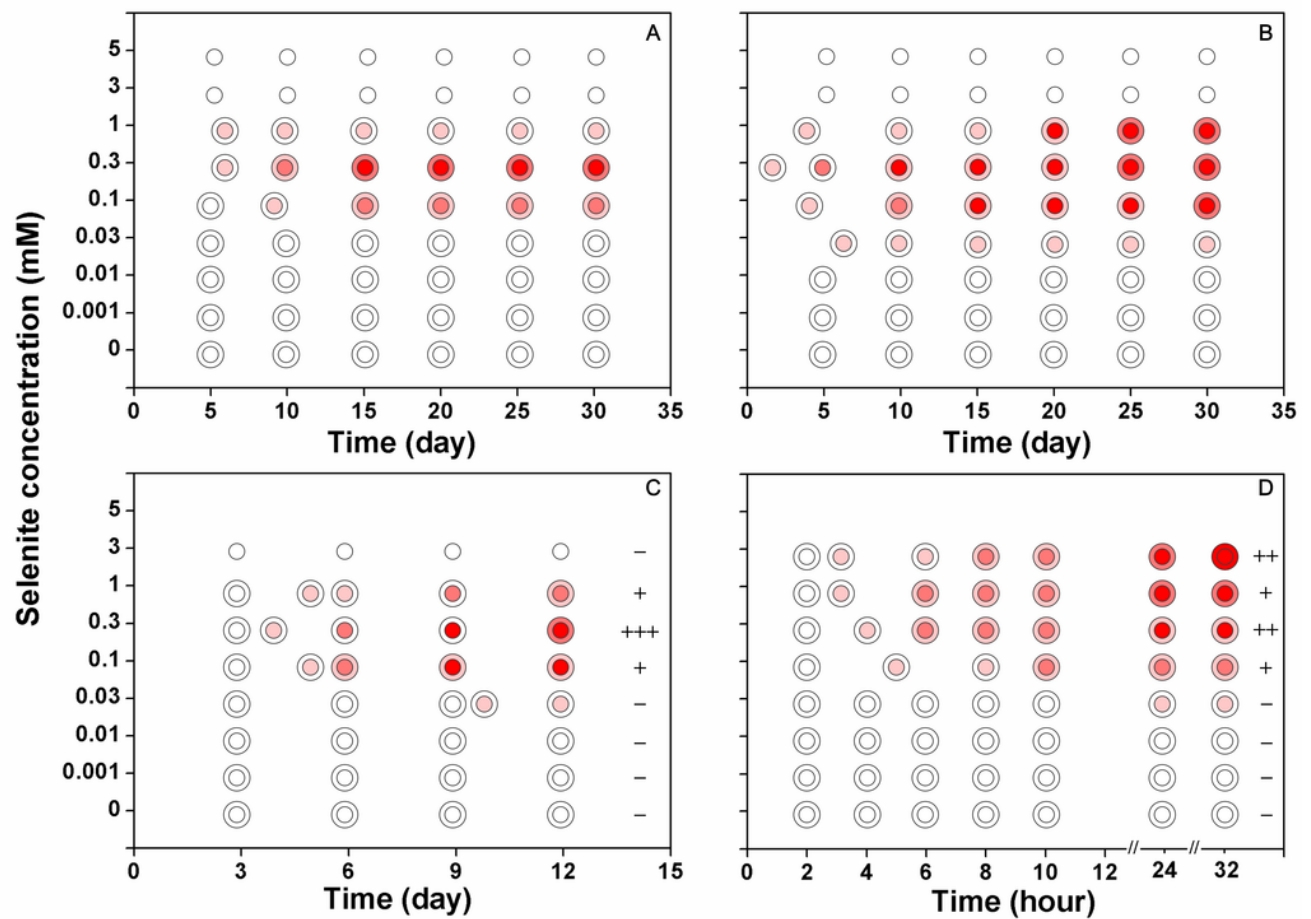 Selenite concentration (mM)
A
5
3
1
0.3
0.1
0.03
0.01
0.001
0
0 5 10 15 20 25 30 35
Time (day)
B
0 5 10 15 20 25 30 35
Time (day)
C
5
3 –
1 +
0.3 +++
0.1 +
0.03 –
0.01 –
0.001 –
0 –
0 3 6 9 12 15
Time (day)
D
++
+
++
+
–
–
–
–
0 2 4 6 8 10 12 // 24 // 32
Time (hour)